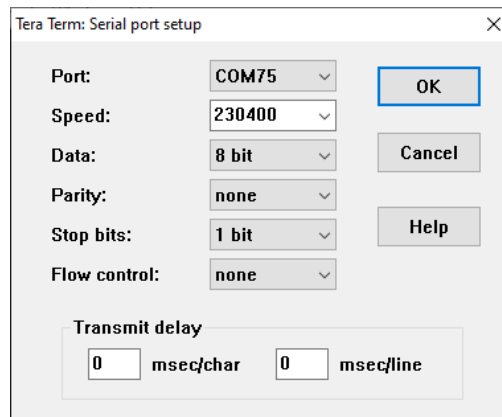 Tera Term: Serial port setup
Port: COM75
OK
Speed: 230400
Data: 8 bit
Cancel
Parity: none
Stop bits: 1 bit
Help
Flow control: none
Transmit delay
0 msec/char 0 msec/line